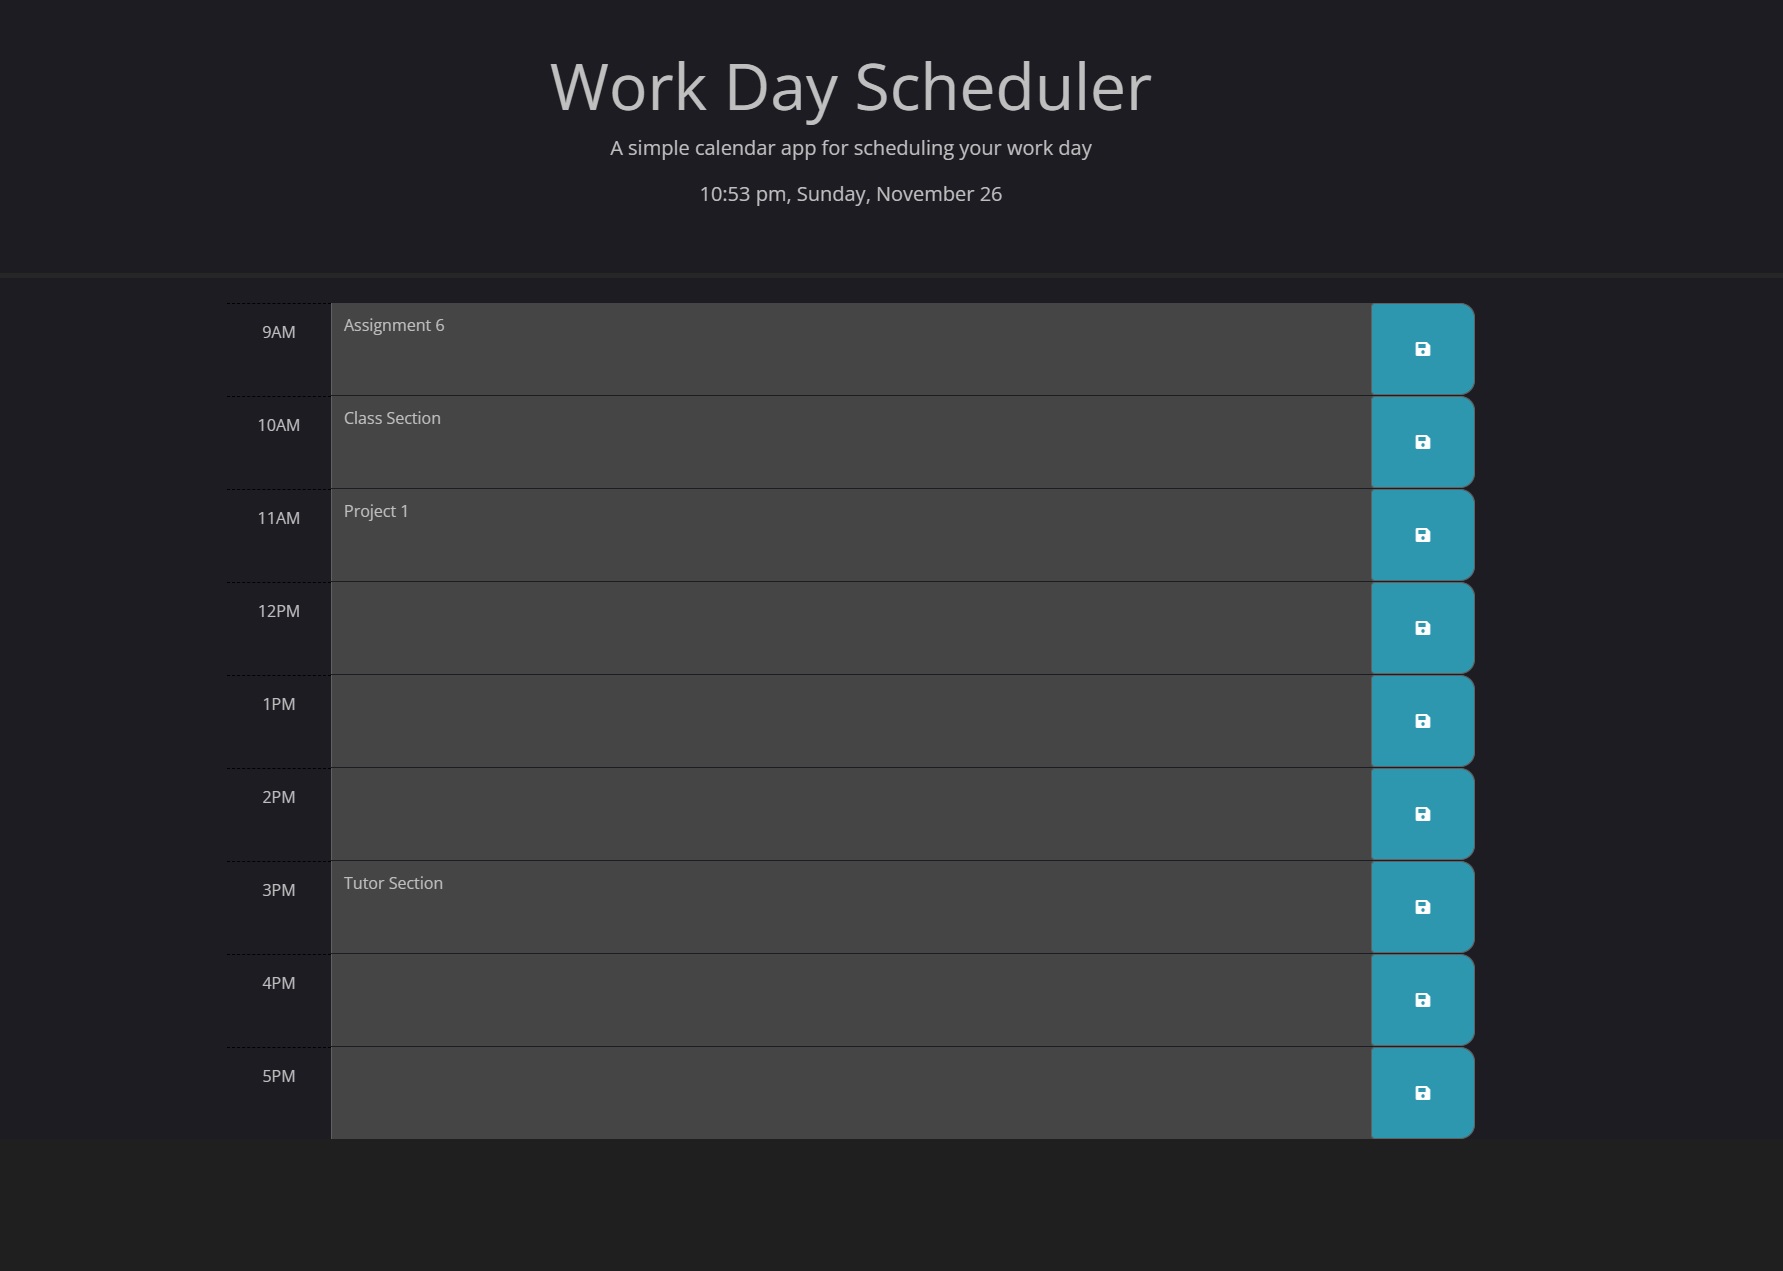 Work Day Scheduler
A simple calendar app for scheduling your work day
10:53 pm, Sunday, November 26
9AM
Assignment 6
10AM
Class Section
11AM
Project 1
12PM
1PM
2PM
3PM
Tutor Section
4PM
5PM